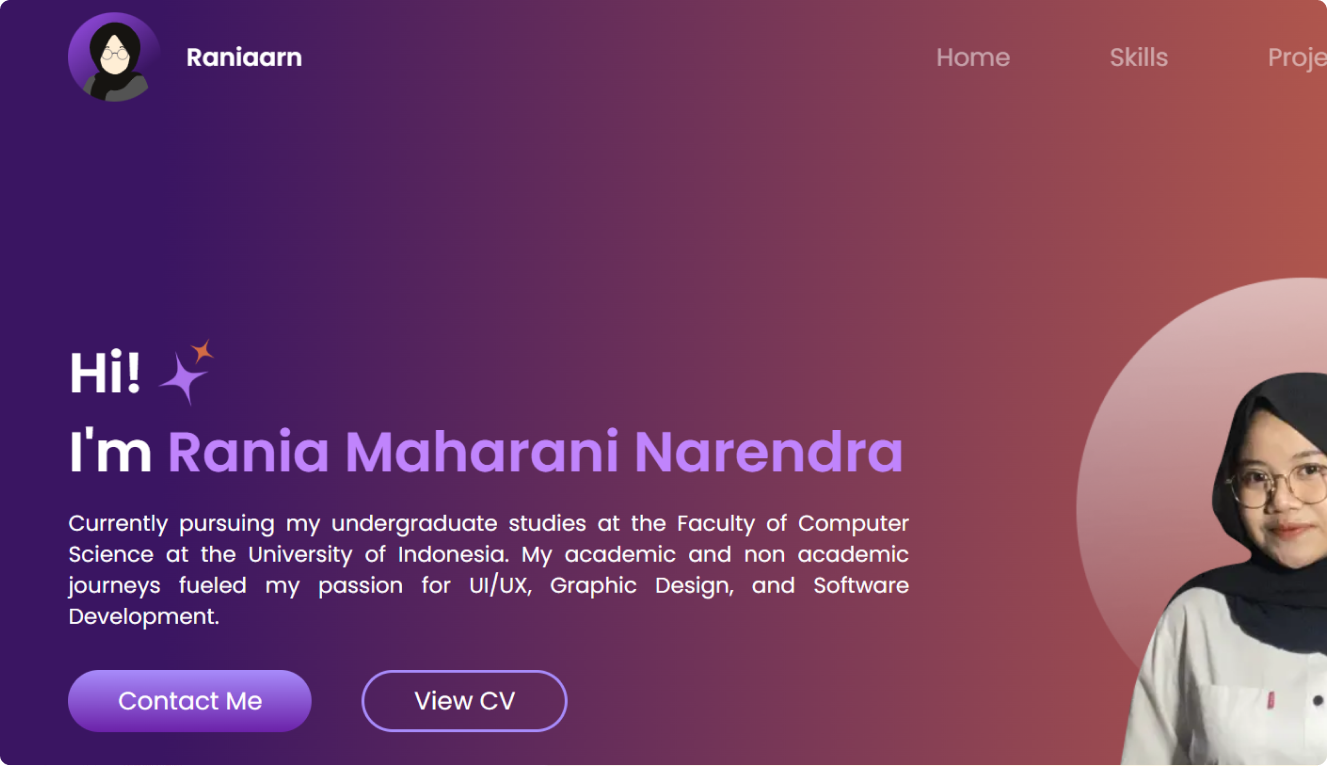 Raniaarn
Home
Skills
Proje
Hi!
I'm Rania Maharani Narendra
Currently pursuing my undergraduate studies at the Faculty of Computer
Science at the University of Indonesia. My academic and non academic
journeys fueled my passion for UI/UX, Graphic Design, and Software
Development.
Contact Me
View CV